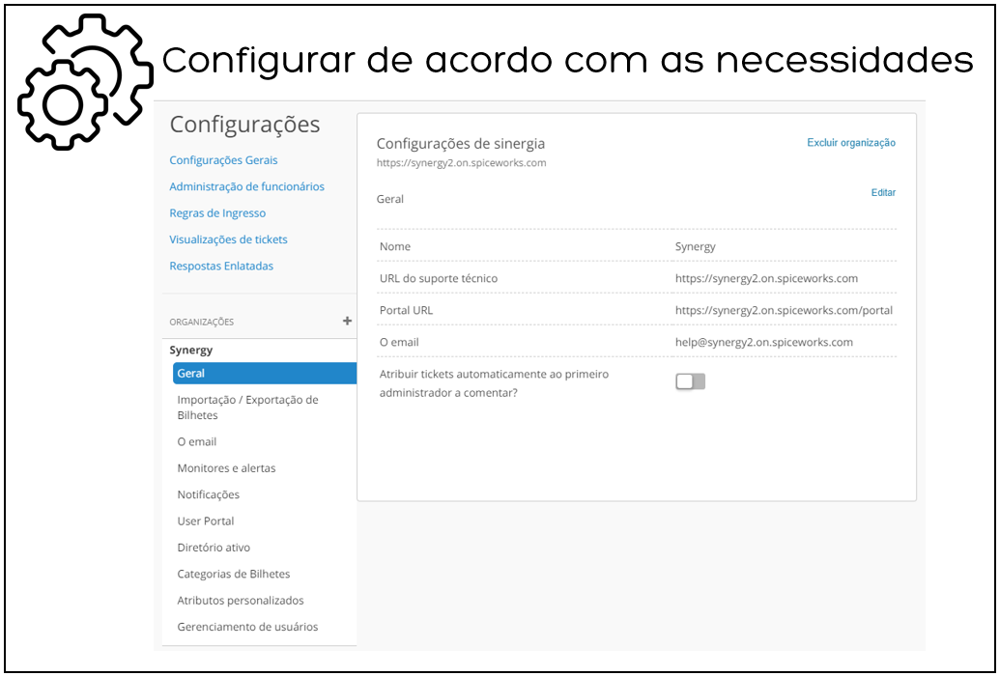 Configurar de acordo com as necessidades
Configurações
Configurações Gerais
Administração de funcionários
Regras de Ingresso
Visualizações de tickets
Respostas Enlatadas
ORGANIZAÇÕES +
Synergy
Geral
Importação / Exportação de
Bilhetes
O email
Monitores e alertas
Notificações
User Portal
Diretório ativo
Categorias de Bilhetes
Atributos personalizados
Gerenciamento de usuários
Configurações de sinergia
Excluir organização
https://synergy2.on.spiceworks.com
Geral
Editar
Nome Synergy
URL do suporte técnico https://synergy2.on.spiceworks.com
Portal URL https://synergy2.on.spiceworks.com/portal
O email help@synergy2.on.spiceworks.com
Atribuir tickets automaticamente ao primeiro
administrador a comentar?